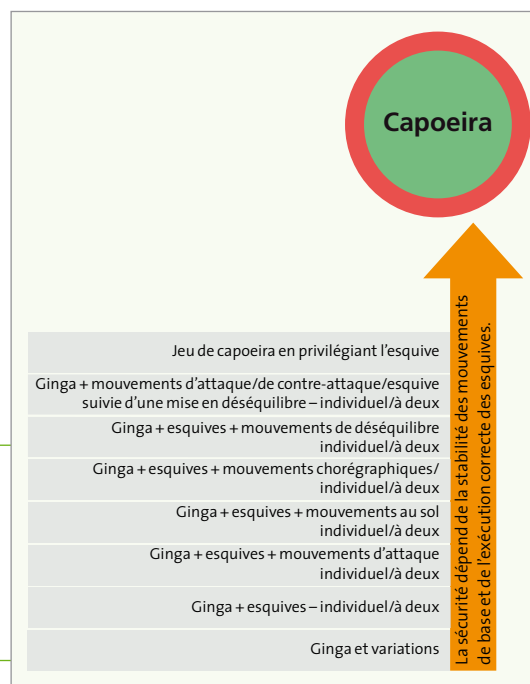 Capoeira
Jeu de capoeira en privilégiant l'esquive
Ginga + mouvements d'attaque/de contre-attaque/esquive
suivie d'une mise en déséquilibre – individuel/à deux
Ginga + esquives + mouvements de déséquilibre
individuel/à deux
Ginga + esquives + mouvements chorégraphiques/
individuel/à deux
Ginga + esquives + mouvements au sol
individuel/à deux
Ginga + esquives + mouvements d'attaque
individuel/à deux
Ginga + esquives – individuel/à deux
Ginga et variations
La sécurité dépend de la stabilité des mouvements
de base et de l'exécution correcte des esquives.